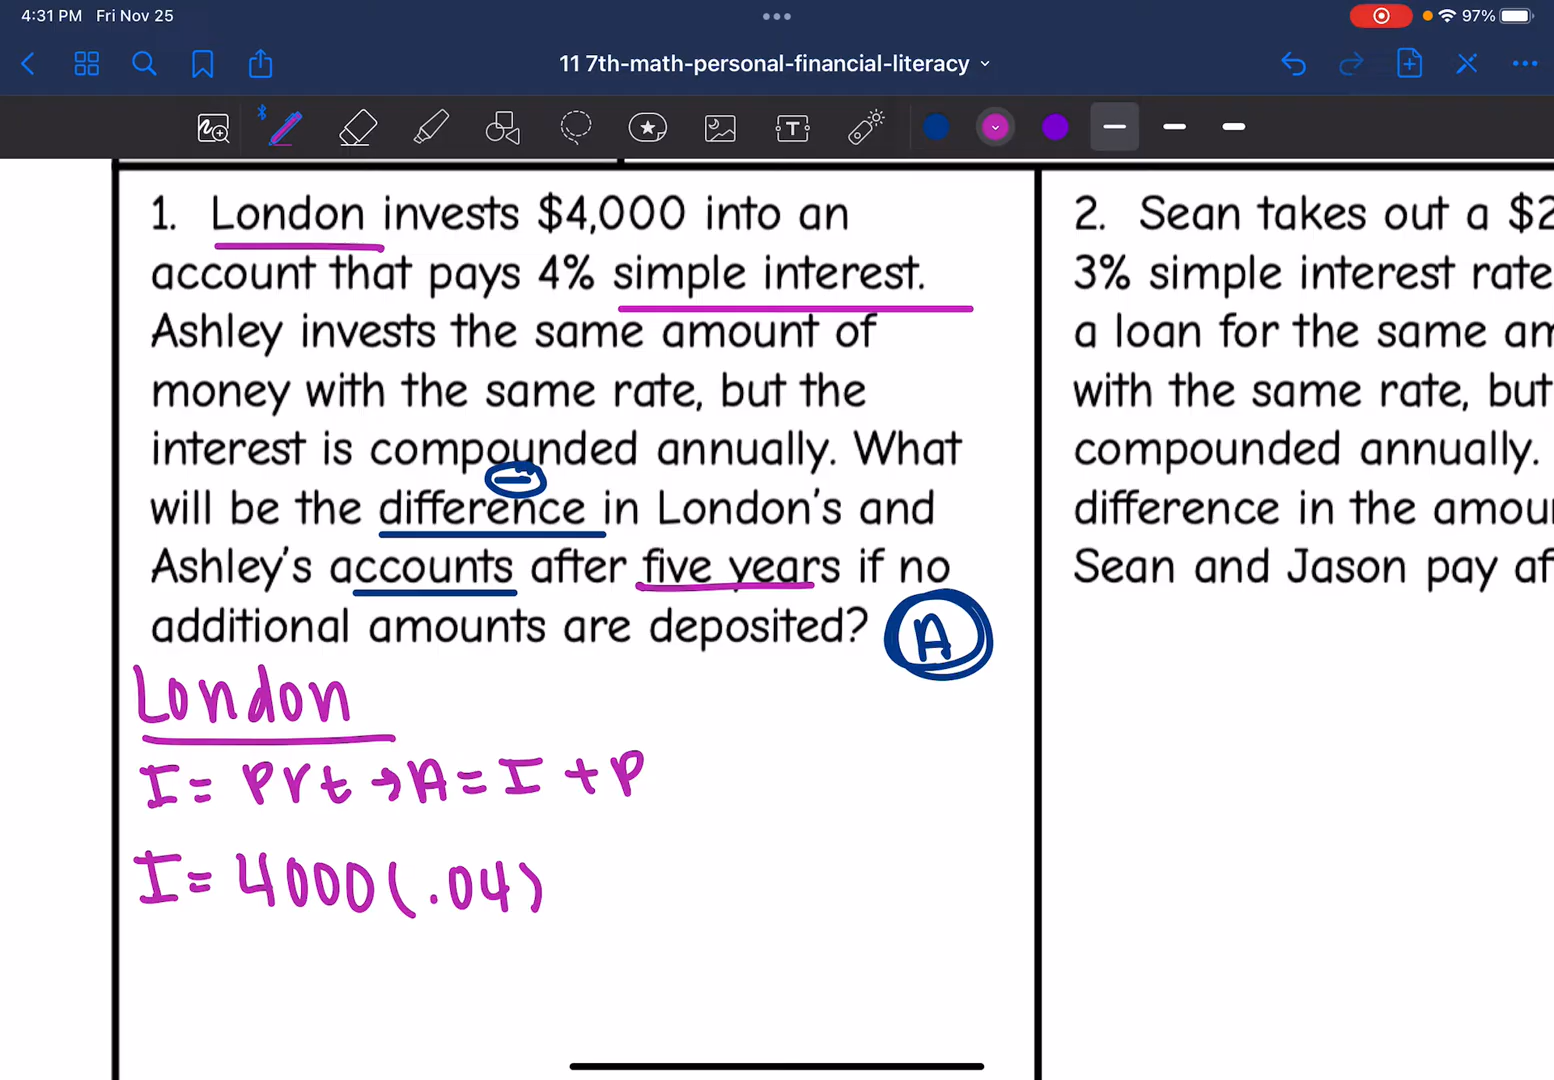 4:31 PM Fri Nov 25
97%
11 7th-math-personal-financial-literacy
T
1. London invests $4,000 into an
account that pays 4% simple interest.
Ashley invests the same amount of
money with the same rate, but the
interest is compounded annually. What
will be the difference in London's and
Ashley's accounts after five years if no
additional amounts are deposited? A
London
I = Prt → A = I + P
I = 4000(.04)
2. Sean takes out a $2
3% simple interest rate
a loan for the same am
with the same rate, but
compounded annually.
difference in the amou
Sean and Jason pay af